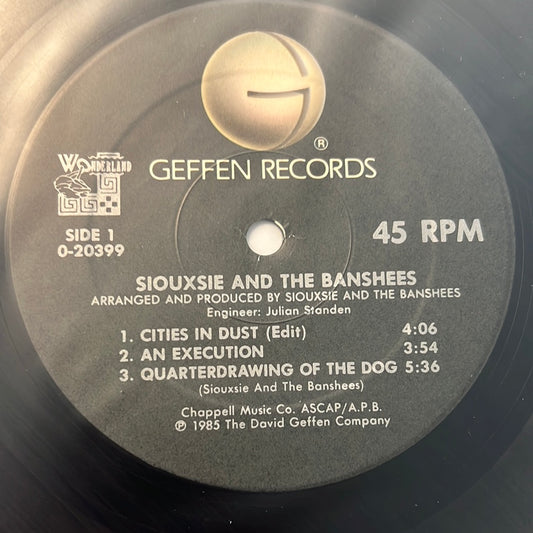 G
®
GEFFEN RECORDS
WONDERLAND
SIDE 1
0-20399
45 RPM
SIOUXSIE AND THE BANSHEES
ARRANGED AND PRODUCED BY SIOUXSIE AND THE BANSHEES
Engineer: Julian Standen
1. CITIES IN DUST (Edit) 4:06
2. AN EXECUTION 3:54
3. QUARTERDRAWING OF THE DOG 5:36
(Siouxsie And The Banshees)
Chappell Music Co. ASCAP/A.P.B.
℗ 1985 The David Geffen Company